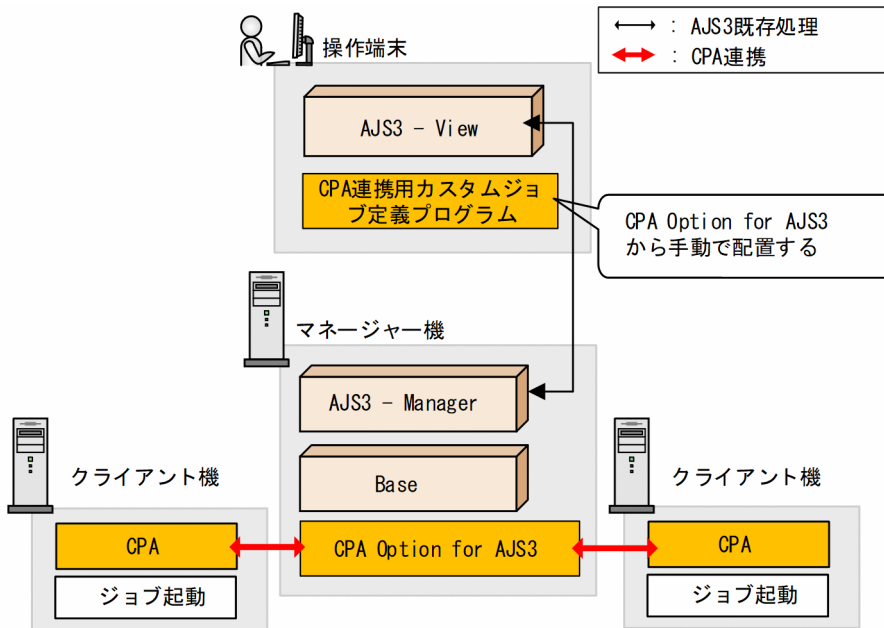 ： AJS3既存処理
： CPA連携
操作端末
AJS3 － View
CPA連携用カスタムジョ
ブ定義プログラム
CPA Option for AJS3
から手動で配置する
マネージャー機
AJS3 － Manager
Base
CPA Option for AJS3
クライアント機
CPA
ジョブ起動
クライアント機
CPA
ジョブ起動